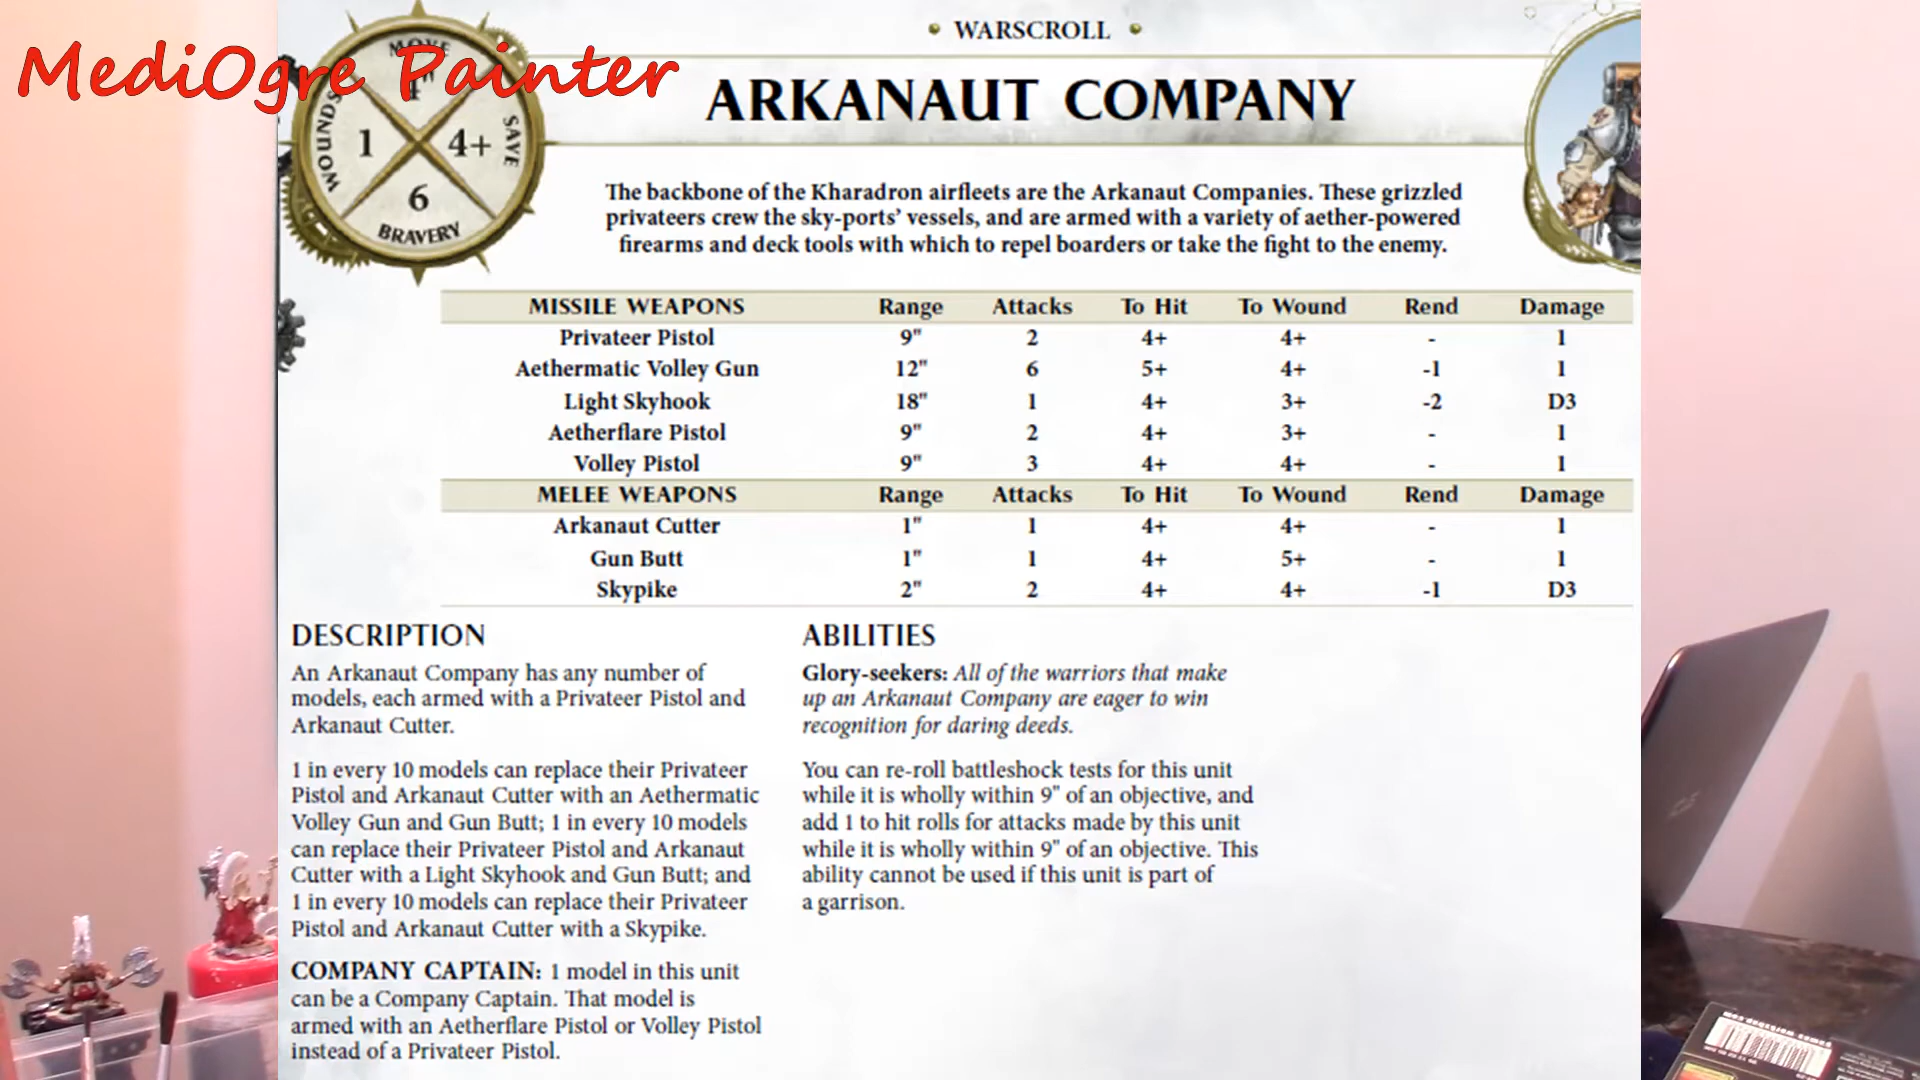 MediOgre Painter
WARSCROLL
ARKANAUT COMPANY
MOVE
4"
WOUNDS
1
4+
SAVE
6
BRAVERY
The backbone of the Kharadron airfleets are the Arkanaut Companies. These grizzled
privateers crew the sky-ports’ vessels, and are armed with a variety of aether-powered
firearms and deck tools with which to repel boarders or take the fight to the enemy.
MISSILE WEAPONS Range Attacks To Hit To Wound Rend Damage
Privateer Pistol 9" 2 4+ 4+ - 1
Aethermatic Volley Gun 12" 6 5+ 4+ -1 1
Light Skyhook 18" 1 4+ 3+ -2 D3
Aetherflare Pistol 9" 2 4+ 3+ - 1
Volley Pistol 9" 3 4+ 4+ - 1
MELEE WEAPONS Range Attacks To Hit To Wound Rend Damage
Arkanaut Cutter 1" 1 4+ 4+ - 1
Gun Butt 1" 1 4+ 5+ - 1
Skypike 2" 2 4+ 4+ -1 D3
DESCRIPTION
An Arkanaut Company has any number of
models, each armed with a Privateer Pistol and
Arkanaut Cutter.
1 in every 10 models can replace their Privateer
Pistol and Arkanaut Cutter with an Aethermatic
Volley Gun and Gun Butt; 1 in every 10 models
can replace their Privateer Pistol and Arkanaut
Cutter with a Light Skyhook and Gun Butt; and
1 in every 10 models can replace their Privateer
Pistol and Arkanaut Cutter with a Skypike.
COMPANY CAPTAIN: 1 model in this unit
can be a Company Captain. That model is
armed with an Aetherflare Pistol or Volley Pistol
instead of a Privateer Pistol.
ABILITIES
Glory-seekers: All of the warriors that make
up an Arkanaut Company are eager to win
recognition for daring deeds.
You can re-roll battleshock tests for this unit
while it is wholly within 9" of an objective, and
add 1 to hit rolls for attacks made by this unit
while it is wholly within 9" of an objective. This
ability cannot be used if this unit is part of
a garrison.